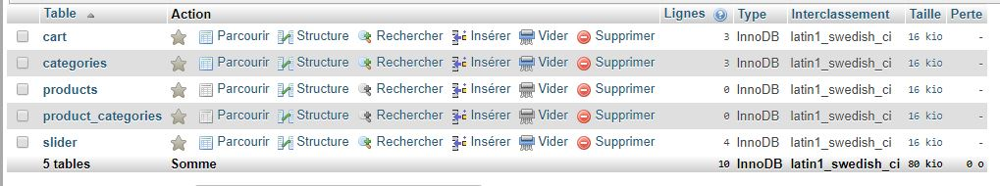 Table Action Lignes Type Interclassement Taille Perte
cart Parcourir Structure Rechercher Insérer Vider Supprimer 3 InnoDB latin1_swedish_ci 16 kio -
categories Parcourir Structure Rechercher Insérer Vider Supprimer 3 InnoDB latin1_swedish_ci 16 kio -
products Parcourir Structure Rechercher Insérer Vider Supprimer 0 InnoDB latin1_swedish_ci 16 kio -
product_categories Parcourir Structure Rechercher Insérer Vider Supprimer 0 InnoDB latin1_swedish_ci 16 kio -
slider Parcourir Structure Rechercher Insérer Vider Supprimer 4 InnoDB latin1_swedish_ci 16 kio -
5 tables Somme 10 InnoDB latin1_swedish_ci 80 kio 0 o